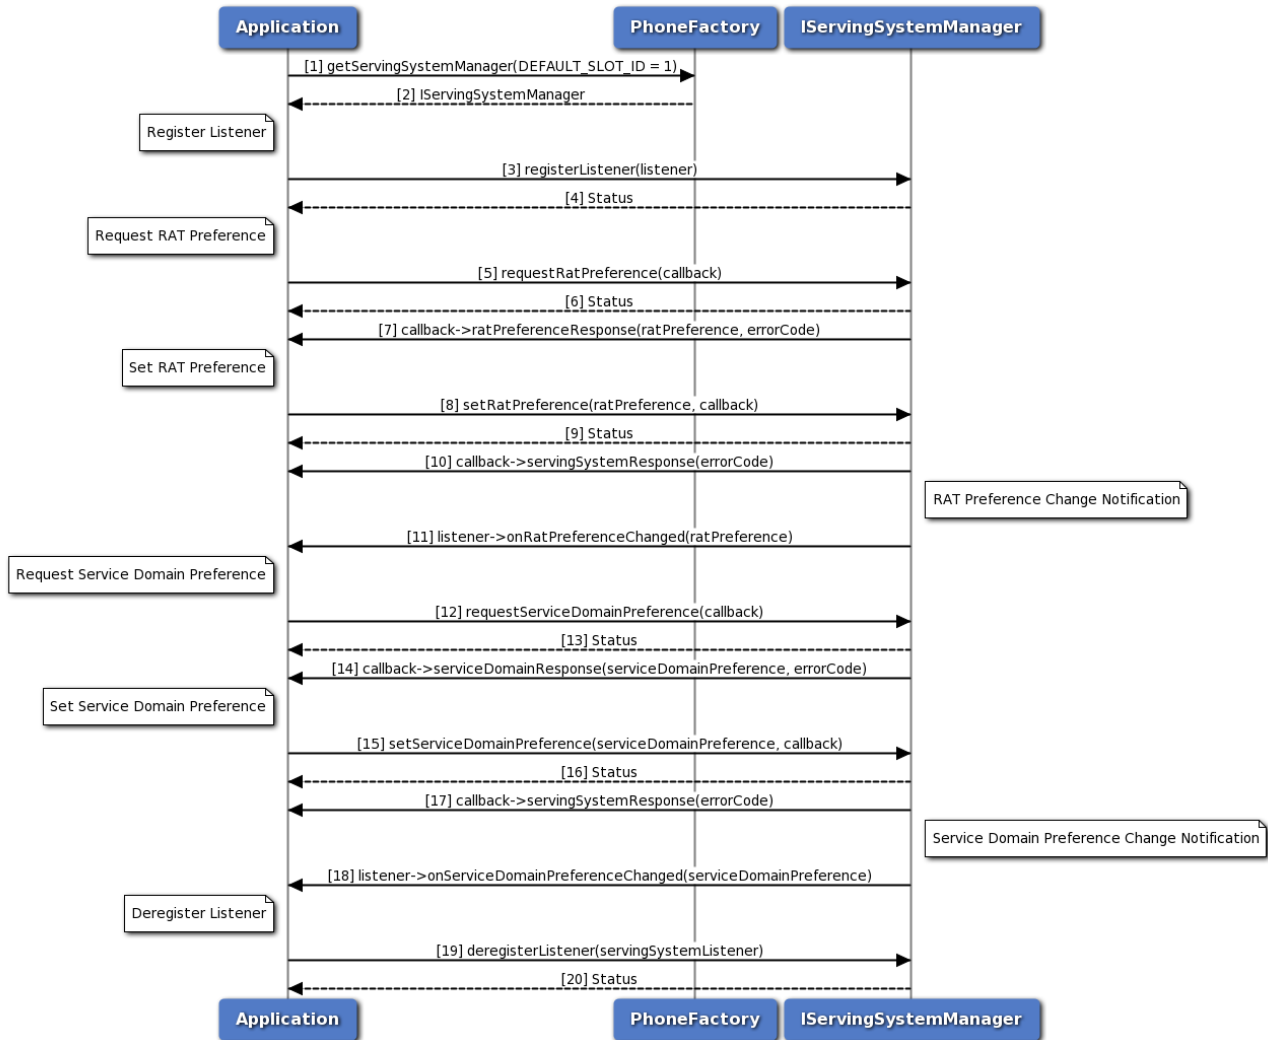 Application
PhoneFactory
IServingSystemManager
[1] getServingSystemManager(DEFAULT_SLOT_ID = 1)
[2] IServingSystemManager
Register Listener
[3] registerListener(listener)
[4] Status
Request RAT Preference
[5] requestRatPreference(callback)
[6] Status
[7] callback->ratPreferenceResponse(ratPreference, errorCode)
Set RAT Preference
[8] setRatPreference(ratPreference, callback)
[9] Status
[10] callback->servingSystemResponse(errorCode)
RAT Preference Change Notification
[11] listener->onRatPreferenceChanged(ratPreference)
Request Service Domain Preference
[12] requestServiceDomainPreference(callback)
[13] Status
[14] callback->serviceDomainResponse(serviceDomainPreference, errorCode)
Set Service Domain Preference
[15] setServiceDomainPreference(serviceDomainPreference, callback)
[16] Status
[17] callback->servingSystemResponse(errorCode)
Service Domain Preference Change Notification
[18] listener->onServiceDomainPreferenceChanged(serviceDomainPreference)
Deregister Listener
[19] deregisterListener(servingSystemListener)
[20] Status
Application
PhoneFactory
IServingSystemManager